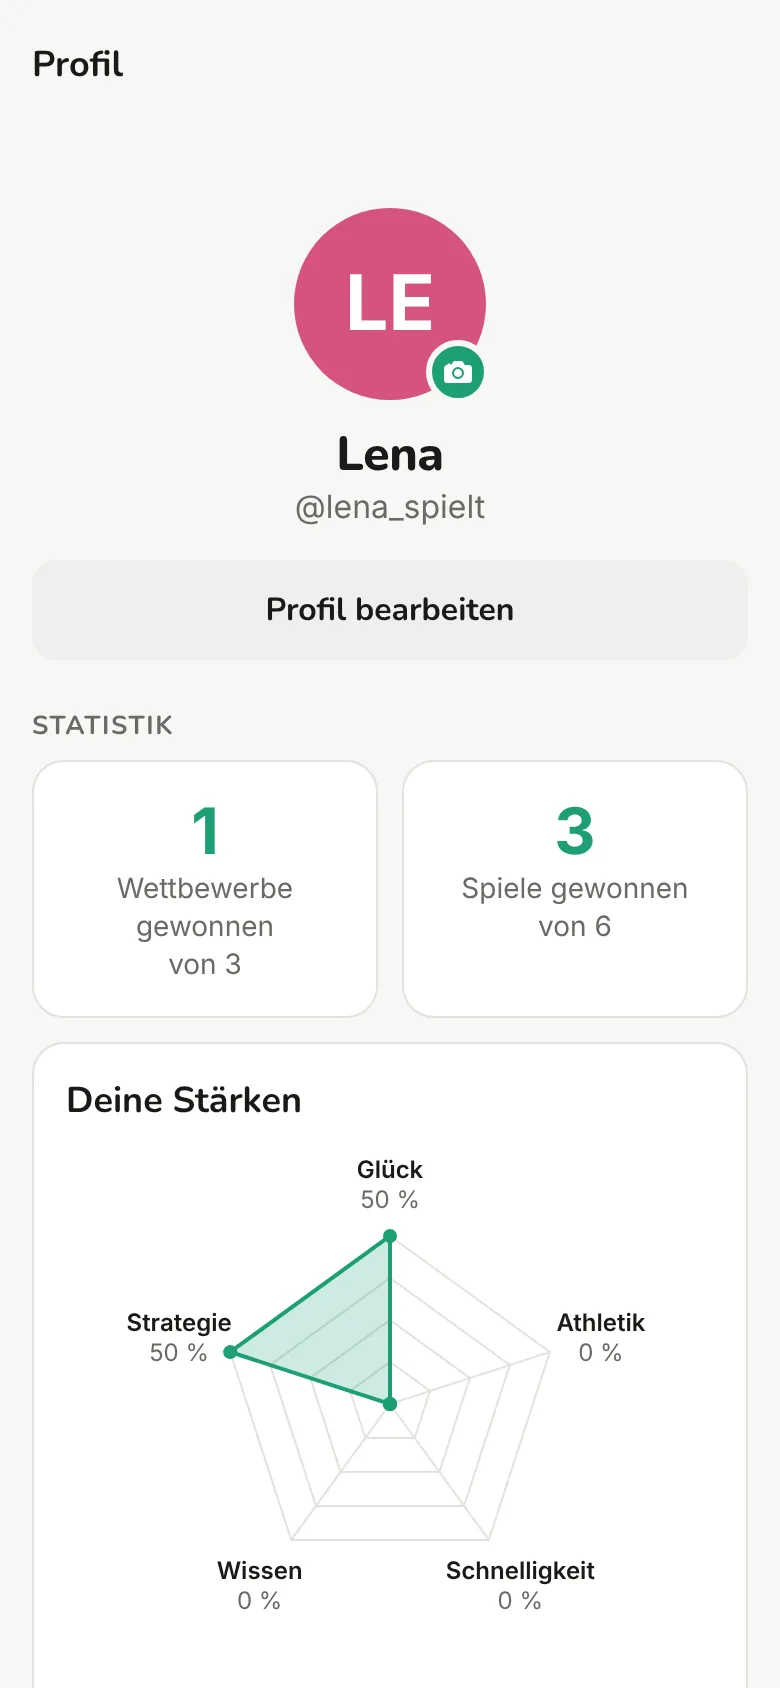 Profil
LE
Lena
@lena_spielt
Profil bearbeiten
STATISTIK
1
Wettbewerbe
gewonnen
von 3
3
Spiele gewonnen
von 6
Deine Stärken
Glück
50 %
Strategie
50 %
Athletik
0 %
Wissen
0 %
Schnelligkeit
0 %